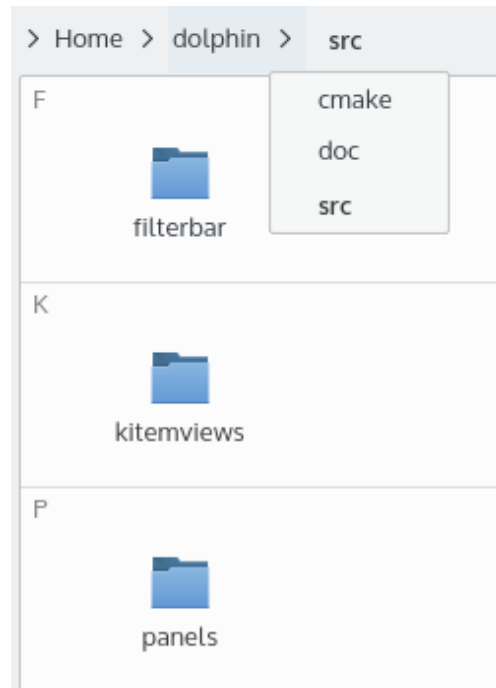 > Home > dolphin > src
cmake
doc
src
F
filterbar
K
kitemviews
P
panels